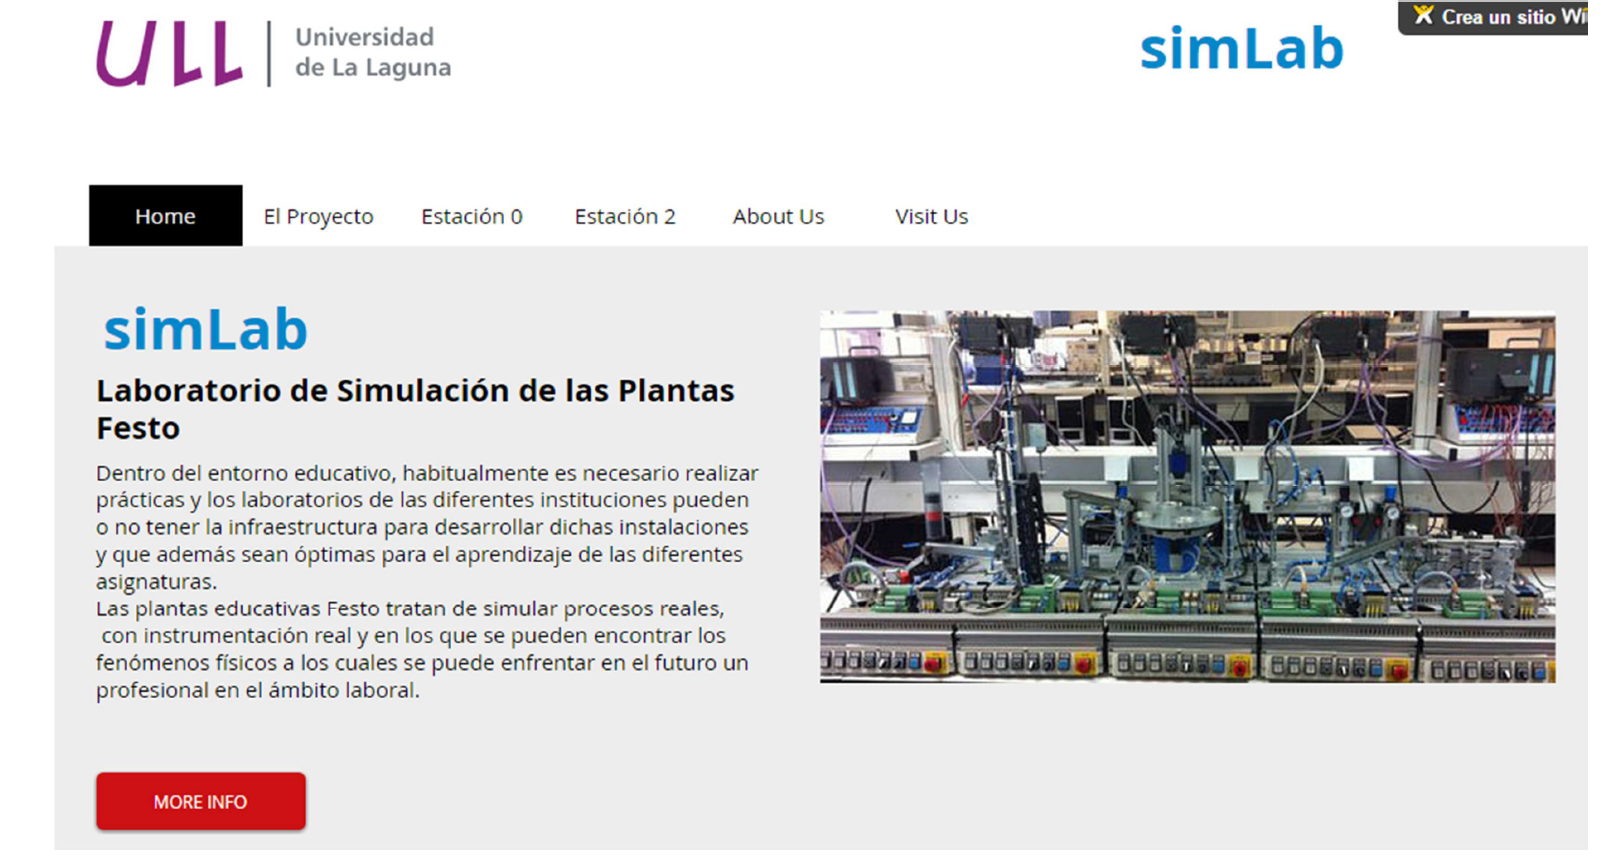 ULL
Universidad
de La Laguna
simLab
Crea un sitio
Home
El Proyecto
Estación 0
Estación 2
About Us
Visit Us
simLab
Laboratorio de Simulación de las Plantas
Festo
Dentro del entorno educativo, habitualmente es necesario realizar
prácticas y los laboratorios de las diferentes instituciones pueden
o no tener la infraestructura para desarrollar dichas instalaciones
y que además sean óptimas para el aprendizaje de las diferentes
asignaturas.
Las plantas educativas Festo tratan de simular procesos reales,
con instrumentación real y en los que se pueden encontrar los
fenómenos físicos a los cuales se puede enfrentar en el futuro un
profesional en el ámbito laboral.
MORE INFO